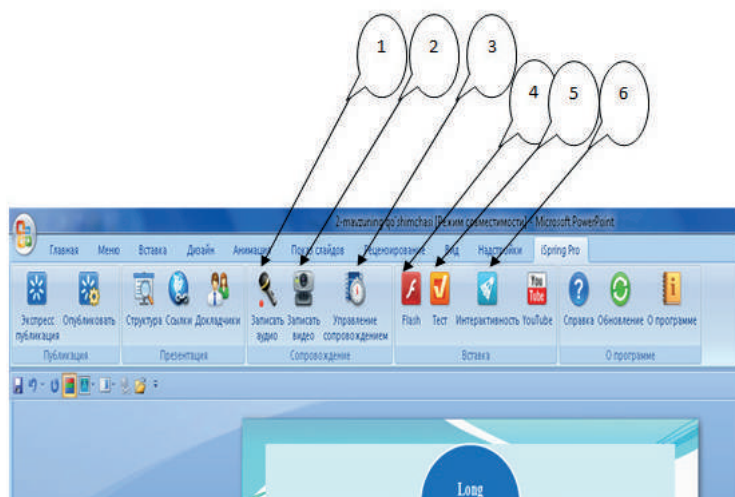 1 2 3
4 5 6
2-mavzuning qo'shimchasi [Режим совместимости] - Microsoft PowerPoint
Главная Меню Вставка Дизайн Анимация Показ слайдов Рецензирование Вид Надстройки iSpring Pro
You
Tube
Экспресс Опубликовать Структура Ссылки Докладчики Записать Записать Управление Flash Тест Интерактивность YouTube Справка Обновление О программе
публикация аудио видео сопровождением
Публикация Презентация Сопровождение Вставка О программе
Long